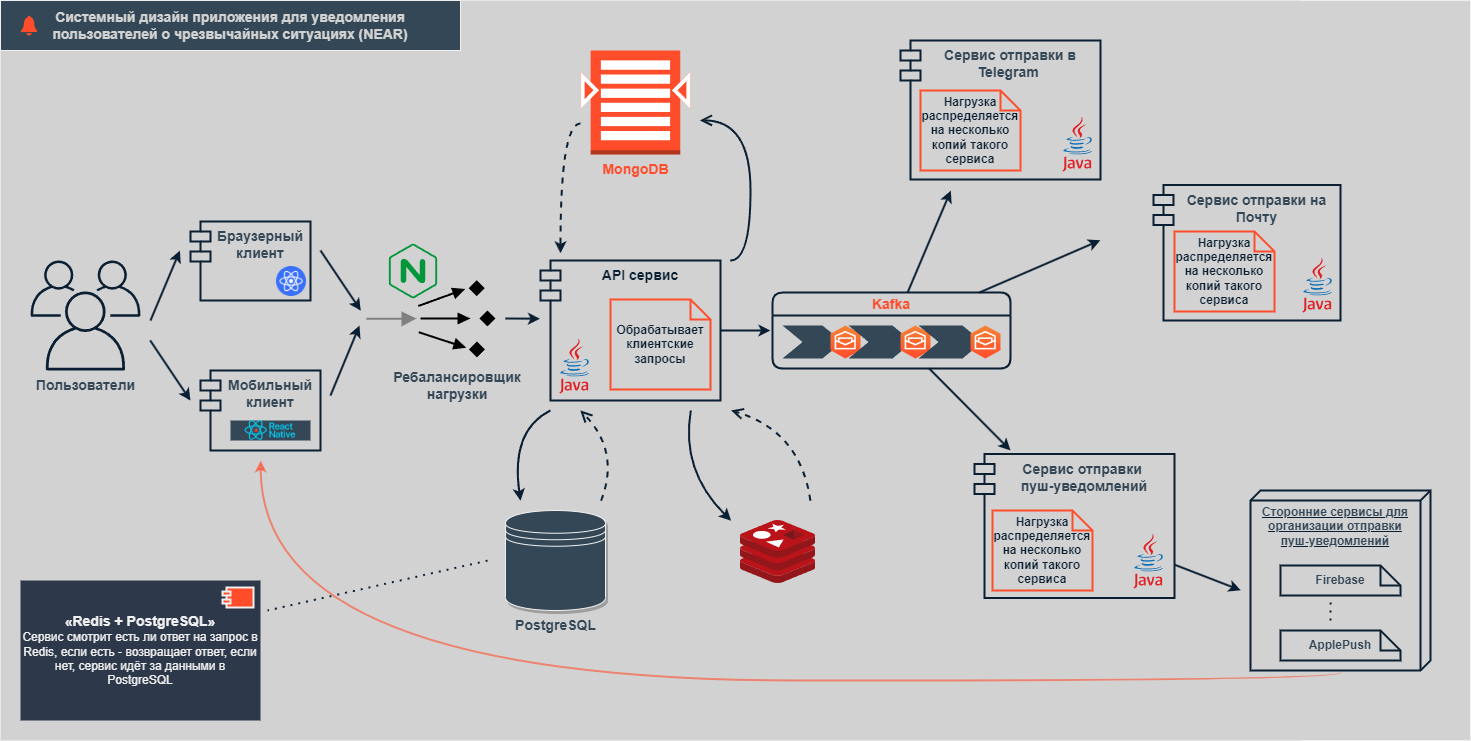 Системный дизайн приложения для уведомления
пользователей о чрезвычайных ситуациях (NEAR)
MongoDB
Сервис отправки в
Telegram
Нагрузка
распределяется
на несколько
копий такого
сервиса
Java
Сервис отправки на
Почту
Нагрузка
распределяется
на несколько
копий такого
сервиса
Java
Браузерный
клиент
Пользователи
Мобильный
клиент
React
Native
N
Ребалансировщик
нагрузки
API сервис
Обрабатывает
клиентские
запросы
Java
Kafka
Сервис отправки
пуш-уведомлений
Нагрузка
распределяется
на несколько
копий такого
сервиса
Java
Сторонние сервисы для
организации отправки
пуш-уведомлений
Firebase
ApplePush
PostgreSQL
«Redis + PostgreSQL»
Сервис смотрит есть ли ответ на запрос в
Redis, если есть - возвращает ответ, если
нет, сервис идёт за данными в
PostgreSQL